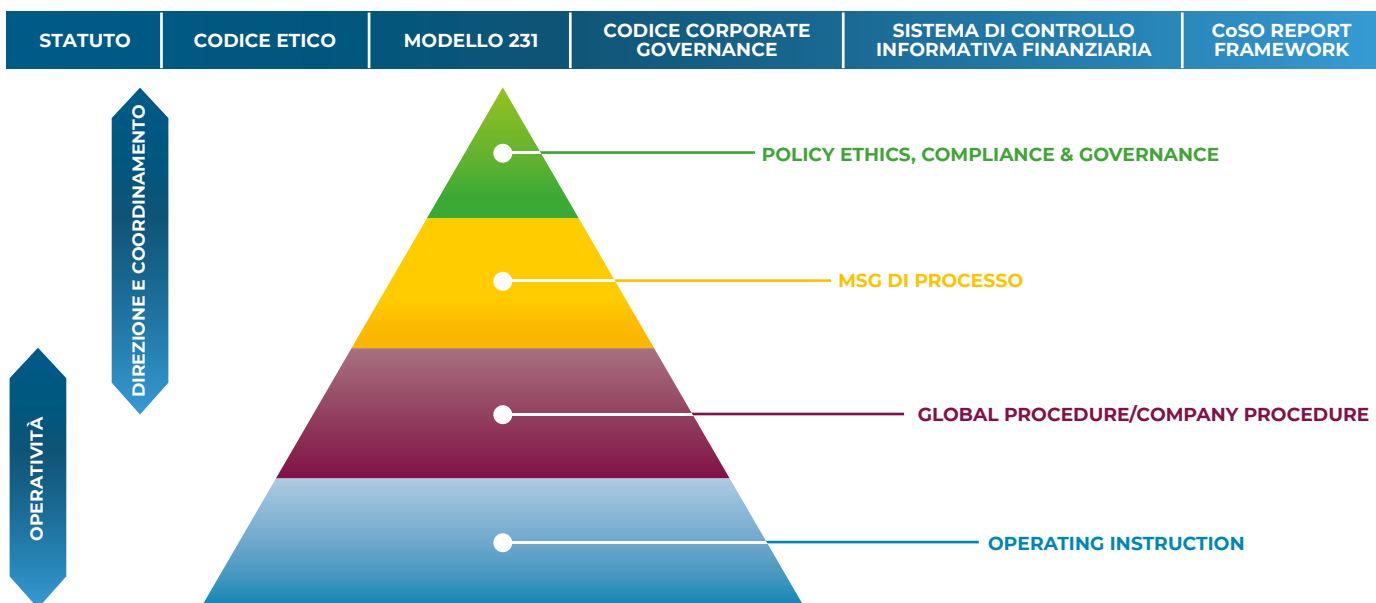 STATUTO
CODICE ETICO
MODELLO 231
CODICE CORPORATE
GOVERNANCE
SISTEMA DI CONTROLLO
INFORMATIVA FINANZIARIA
CoSO REPORT
FRAMEWORK
DIREZIONE E COORDINAMENTO
OPERATIVITÀ
POLICY ETHICS, COMPLIANCE & GOVERNANCE
MSG DI PROCESSO
GLOBAL PROCEDURE/COMPANY PROCEDURE
OPERATING INSTRUCTION